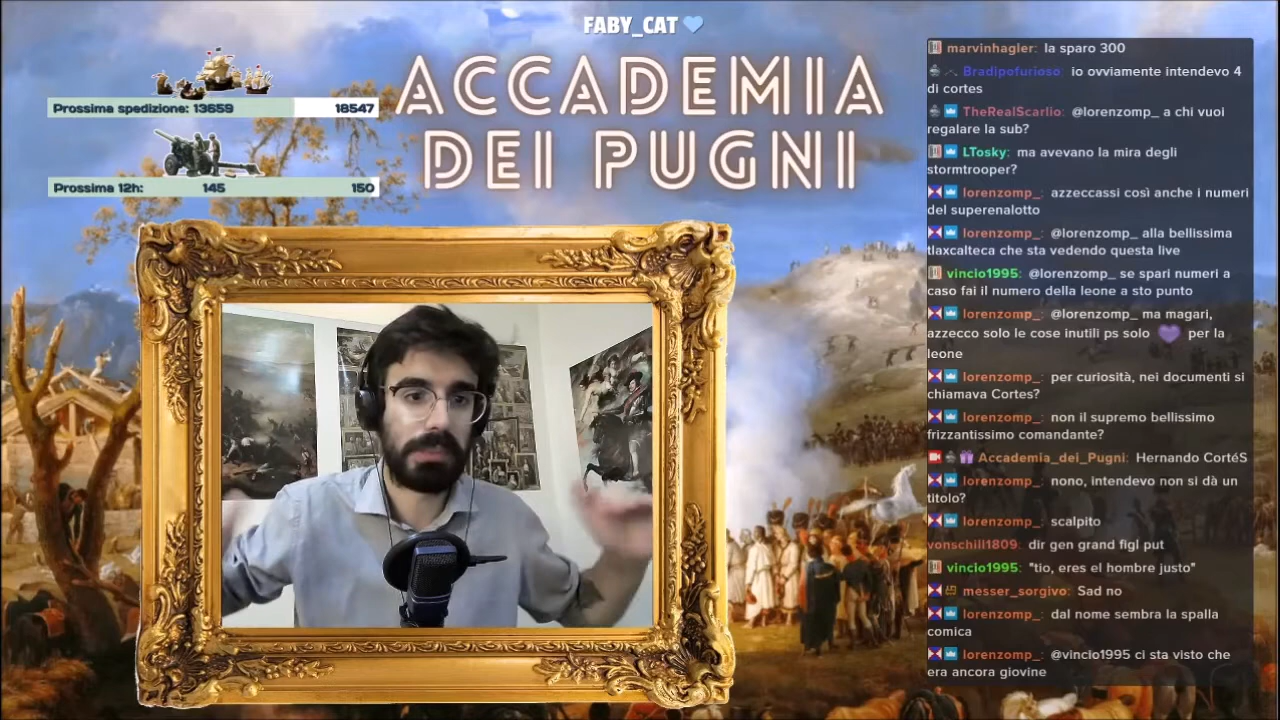 FABY_CAT 🩵
ACCADEMIA
DEI PUGNI
Prossima spedizione: 13659 18547
Prossima 12h: 145 150
marvinhagler: la sparo 300
Bradipofurioso: io ovviamente intendevo 4
di cortes
TheRealScarlio: @lorenzomp_ a chi vuoi
regalare la sub?
LTosky: ma avevano la mira degli
stormtrooper?
lorenzomp_: azzeccassi così anche i numeri
del superenalotto
lorenzomp_: @lorenzomp_ alla bellissima
tlaxcalteca che sta vedendo questa live
vincio1995: @lorenzomp_ se spari numeri a
caso fai il numero della leone a sto punto
lorenzomp_: @lorenzomp_ ma magari,
azzecco solo le cose inutili ps solo 💜 per la
leone
lorenzomp_: per curiosità, nei documenti si
chiamava Cortes?
lorenzomp_: non il supremo bellissimo
frizzantissimo comandante?
Accademia_dei_Pugni: Hernando CortéS
lorenzomp_: nono, intendevo non si dà un
titolo?
lorenzomp_: scalpito
vonschill1809: dir gen grand figl put
vincio1995: "tio, eres el hombre justo"
messer_sorgivo: Sad no
lorenzomp_: dal nome sembra la spalla
comica
lorenzomp_: @vincio1995 ci sta visto che
era ancora giovine